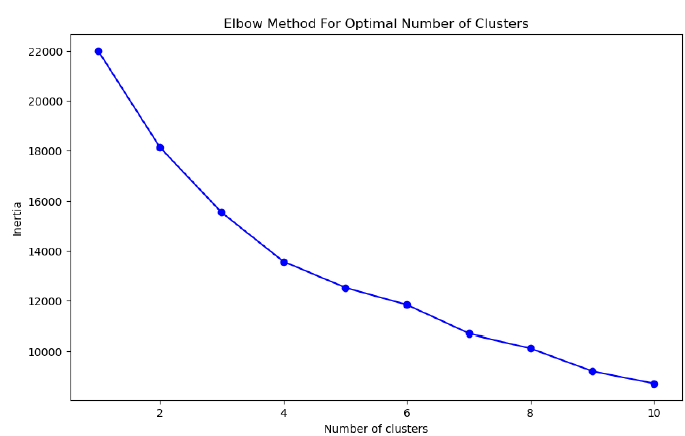 Elbow Method For Optimal Number of Clusters
22000
20000
18000
16000
14000
12000
10000
Inertia
2 4 6 8 10
Number of clusters